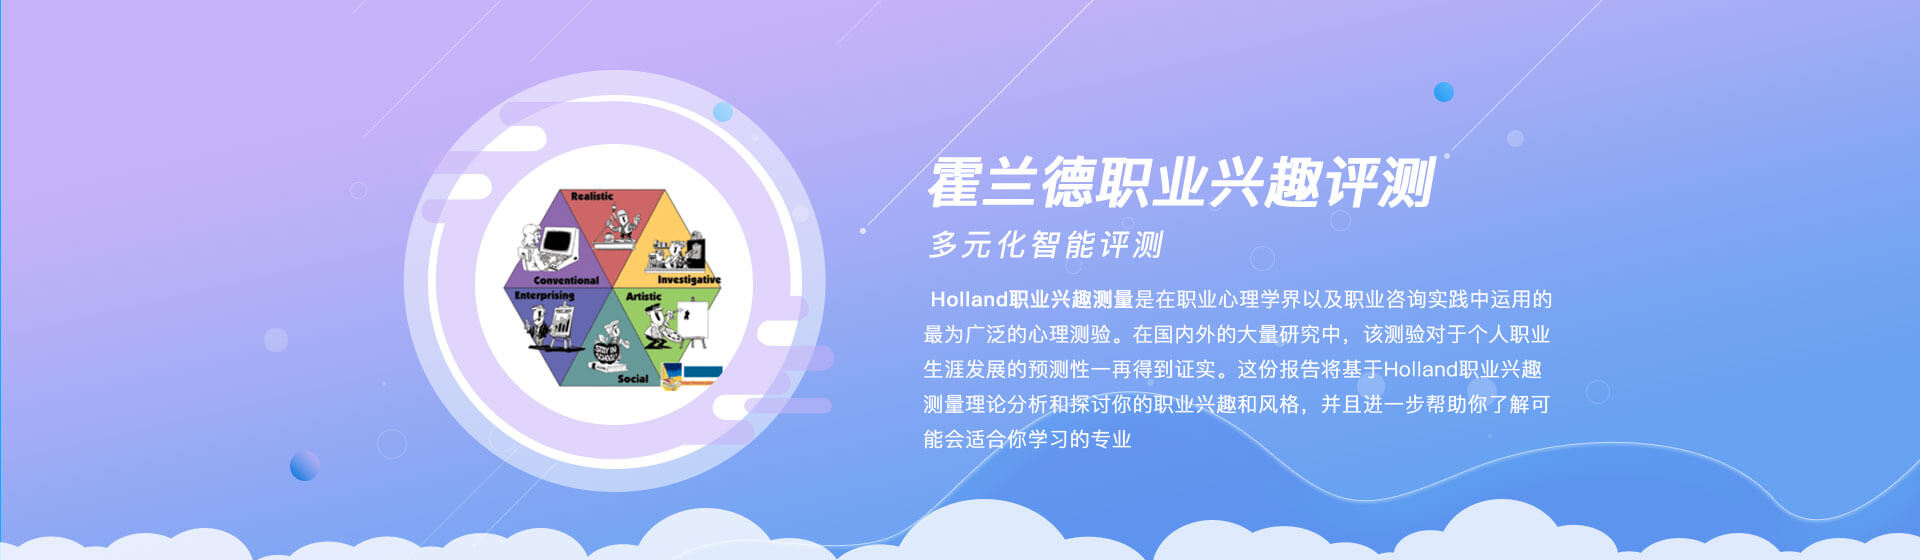 Realistic
Conventional
Investigative
Enterprising
Artistic
STAY IN SCHOOL
Social
霍兰德职业兴趣评测
多元化智能评测
Holland职业兴趣测量是在职业心理学界以及职业咨询实践中运用的
最为广泛的心理测验。在国内外的大量研究中，该测验对于个人职业
生涯发展的预测性一再得到证实。这份报告将基于Holland职业兴趣
测量理论分析和探讨你的职业兴趣和风格，并且进一步帮助你了解可
能会适合你学习的专业